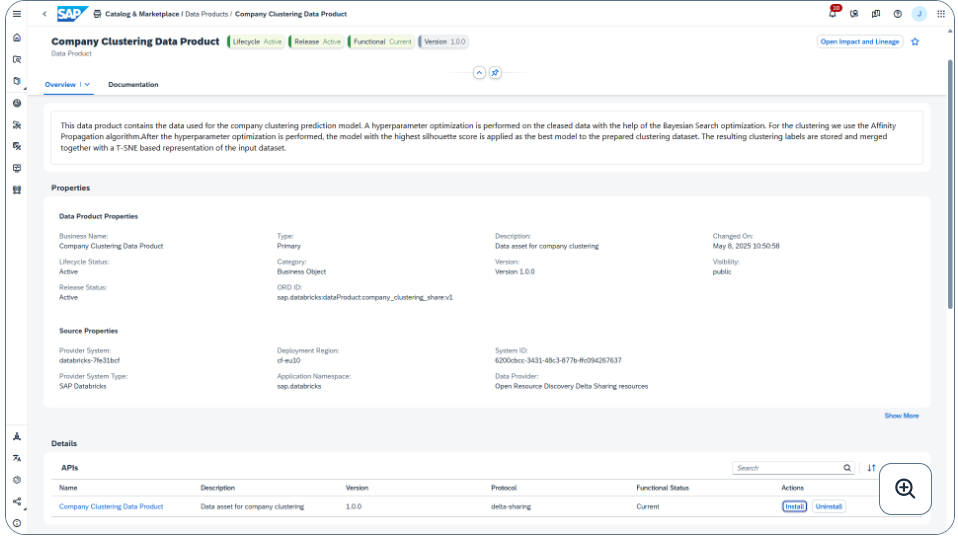 SAP Catalog & Marketplace / Data Products / Company Clustering Data Product 10 J
Company Clustering Data Product Lifecycle Active Release Active Functional Current Version 1.0.0 Open Impact and Lineage
Data Product
Overview Documentation
This data product contains the data used for the company clustering prediction model. A hyperparameter optimization is performed on the cleased data with the help of the Bayesian Search optimization. For the clustering we use the Affinity
Propagation algorithm.After the hyperparameter optimization is performed, the model with the highest silhouette score is applied as the best model to the prepared clustering dataset. The resulting clustering labels are stored and merged
together with a T-SNE based representation of the input dataset.
Properties
Data Product Properties
Business Name: Type: Description: Changed On:
Company Clustering Data Product Primary Data asset for company clustering May 8, 2025 10:50:58
Lifecycle Status: Category: Version: Visibility:
Active Business Object Version 1.0.0 public
Release Status: ORD ID:
Active sap.databricks:dataProduct:company_clustering_share:v1
Source Properties
Provider System: Deployment Region: System ID:
databricks-7fe31bcf cf-eu10 6200cbcc-3431-48c3-877b-ffc094267637
Provider System Type: Application Namespace: Data Provider:
SAP Databricks sap.databricks Open Resource Discovery Delta Sharing resources
Show More
Details
APIs Search
Name Description Version Protocol Functional Status Actions
Company Clustering Data Product Data asset for company clustering 1.0.0 delta-sharing Current Install Uninstall